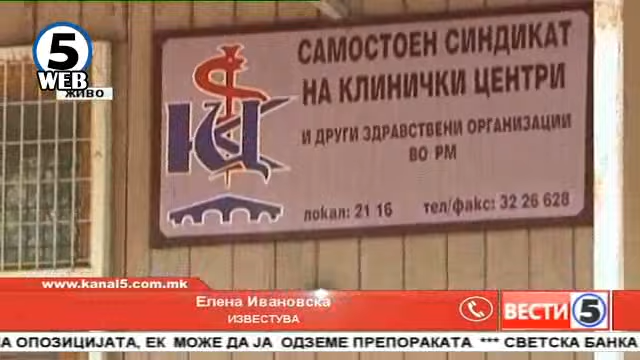 5
WEB
живо
САМОСТОЕН СИНДИКАТ
НА КЛИНИЧКИ ЦЕНТРИ
И ДРУГИ ЗДРАВСТВЕНИ ОРГАНИЗАЦИИ
ВО РМ
КЦ
локал: 21 16 тел/факс: 32 26 628
www.kanal5.com.mk
Елена Ивановска
ИЗВЕСТУВА
ВЕСТИ 5
ОПОЗИЦИЈАТА, ЕК МОЖЕ ДА ЈА ОДЗЕМЕ ПРЕПОРАКАТА *** СВЕТСКА БАНКА